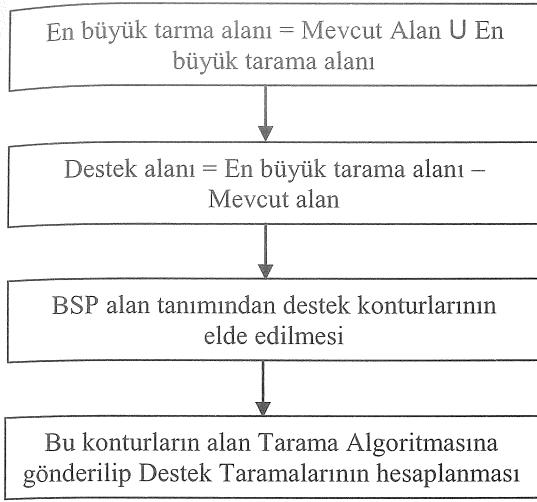 En büyük tarma alanı = Mevcut Alan U En
büyük tarama alanı
Destek alanı = En büyük tarama alanı –
Mevcut alan
BSP alan tanımından destek konturlarının
elde edilmesi
Bu konturların alan Tarama Algoritmasına
gönderilip Destek Taramalarının hesaplanması